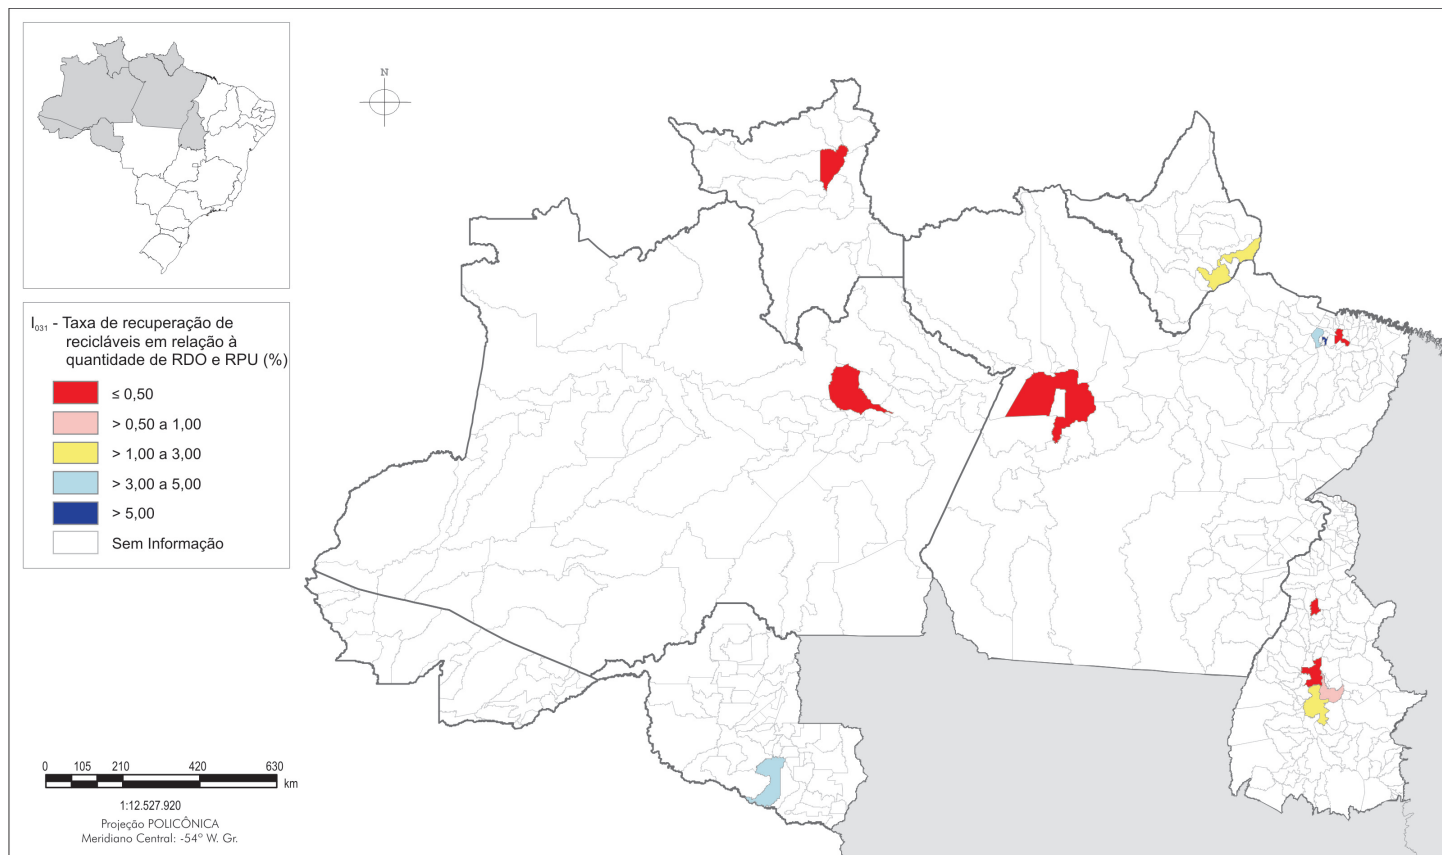 N
I₀₃₁ - Taxa de recuperação de
recicláveis em relação à
quantidade de RDO e RPU (%)
≤ 0,50
> 0,50 a 1,00
> 1,00 a 3,00
> 3,00 a 5,00
> 5,00
Sem Informação
0 105 210 420 630
km
1:12.527.920
Projeção POLICÔNICA
Meridiano Central: -54º W. Gr.